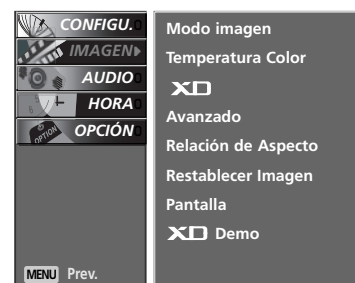 CONFIGU.
IMAGEN
AUDIO
HORA
OPCIÓN
MENU Prev.
Modo imagen
Temperatura Color
XD
Avanzado
Relación de Aspecto
Restablecer Imagen
Pantalla
XD Demo